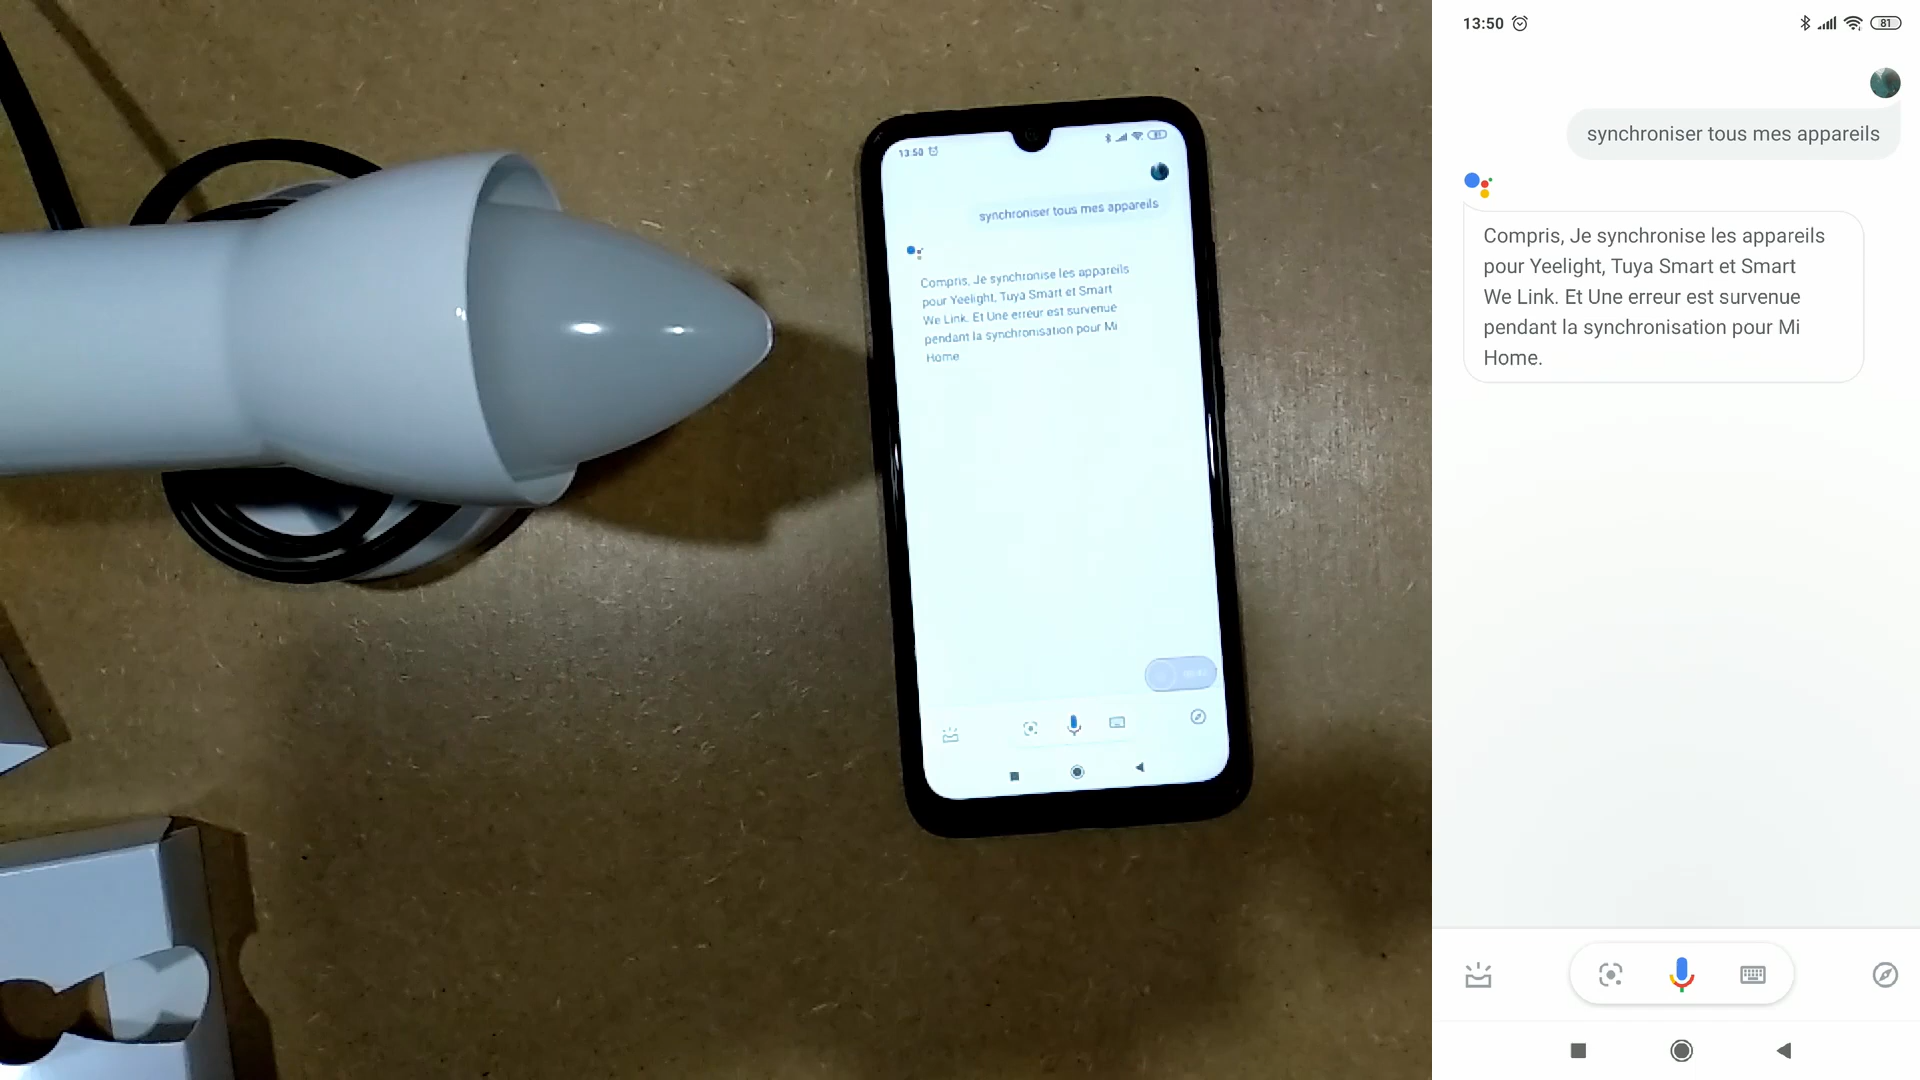 13:50
81
synchroniser tous mes appareils
Compris, Je synchronise les appareils
pour Yeelight, Tuya Smart et Smart
We Link. Et Une erreur est survenue
pendant la synchronisation pour Mi
Home
13:50
81
synchroniser tous mes appareils
Compris, Je synchronise les appareils
pour Yeelight, Tuya Smart et Smart
We Link. Et Une erreur est survenue
pendant la synchronisation pour Mi
Home.